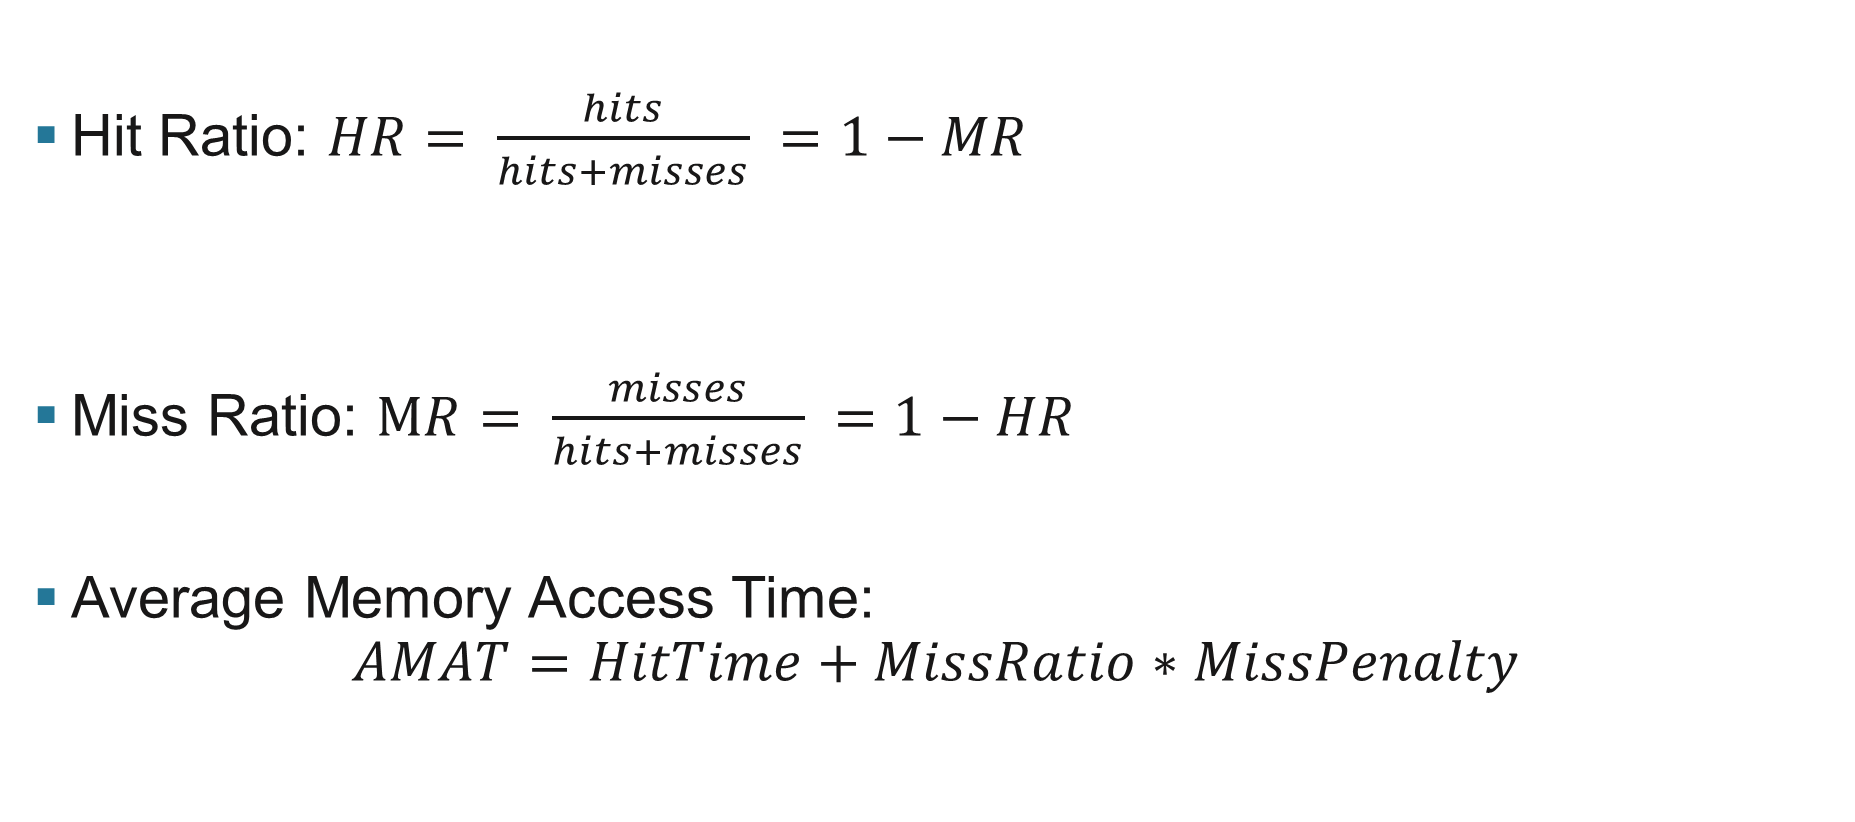 ▪ Hit Ratio: HR = hits / hits+misses = 1 − MR
▪ Miss Ratio: MR = misses / hits+misses = 1 − HR
▪ Average Memory Access Time:
AMAT = HitTime + MissRatio ∗ MissPenalty